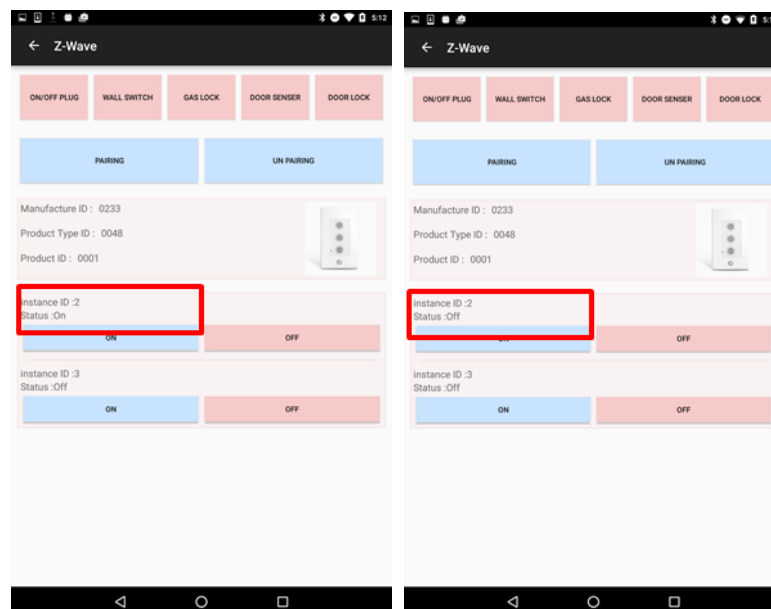 5:12
← Z-Wave
ON/OFF PLUG WALL SWITCH GAS LOCK DOOR SENSER DOOR LOCK
PAIRING UN PAIRING
Manufacture ID : 0233
Product Type ID : 0048
Product ID : 0001
instance ID :2
Status :On
ON OFF
instance ID :3
Status :Off
ON OFF
← Z-Wave
ON/OFF PLUG WALL SWITCH GAS LOCK DOOR SENSER DOOR LOCK
PAIRING UN PAIRING
Manufacture ID : 0233
Product Type ID : 0048
Product ID : 0001
instance ID :2
Status :Off
OFF
instance ID :3
Status :Off
ON OFF